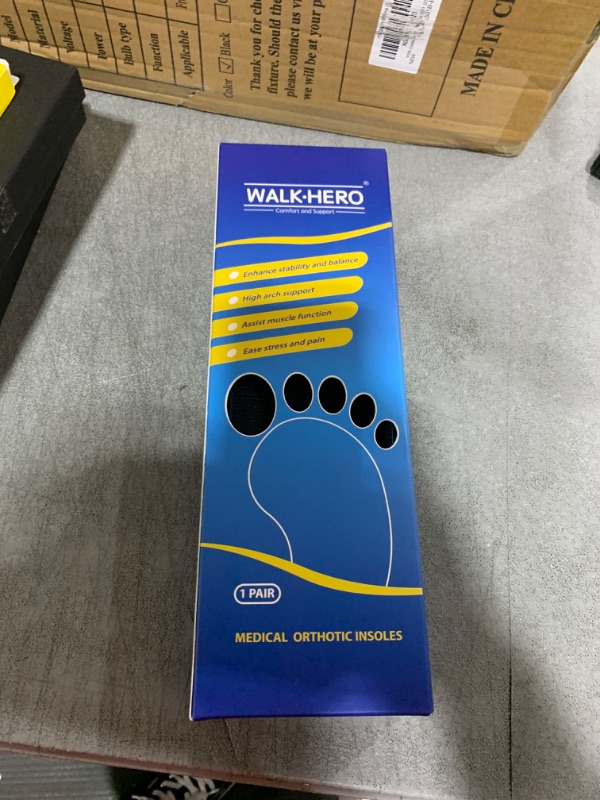 Model
Material
Voltage
Power
Bulb type
Function
Applicable
Color
Black
Thank you for
fixture. Should the
please contact us
we will be at your
MADE IN
WALK·HERO®
Comfort and Support
Enhance stability and balance
High arch support
Assist muscle function
Ease stress and pain
1 PAIR
MEDICAL ORTHOTIC INSOLES